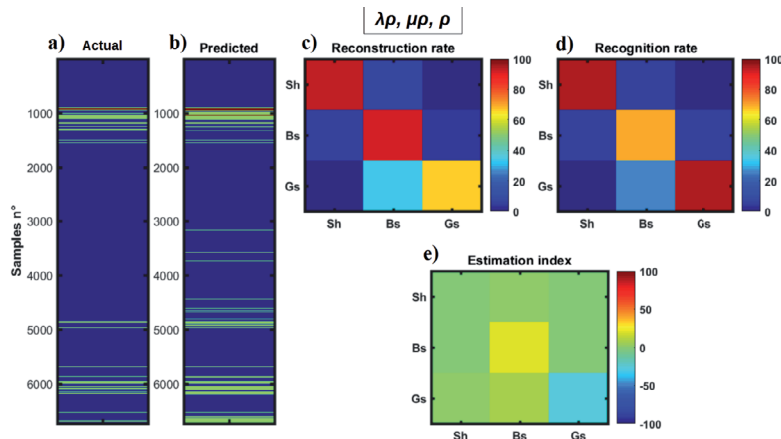 λρ, μρ, ρ
a) Actual
b) Predicted
c) Reconstruction rate
d) Recognition rate
Samples n°
1000
2000
3000
4000
5000
6000
1000
2000
3000
4000
5000
6000
Sh
Bs
Gs
Sh Bs Gs
100
80
60
40
20
0
Sh
Bs
Gs
Sh Bs Gs
100
80
60
40
20
0
e) Estimation index
Sh
Bs
Gs
Sh Bs Gs
100
50
0
-50
-100